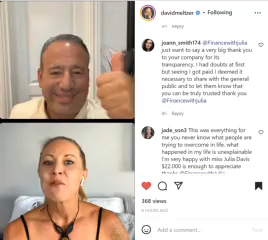 davidmeltzer • Following
Reply
joann_smith174 @Financewithjulia
just want to say a very big thank you
to your company for its
transparency. I had doubts at first
but seeing I got paid I deemed it
necessary to share with the general
public and to let them know that
you can be truly trusted thank you
@Financewithjulia
Reply
jade_son3 This was everything for
me you never know what people are
trying to overcome in life. what
happened in my life is unexplainable
I'm very happy with miss Julia Davis
$22,000 is enough to appreciate
368 views
Add a comment...